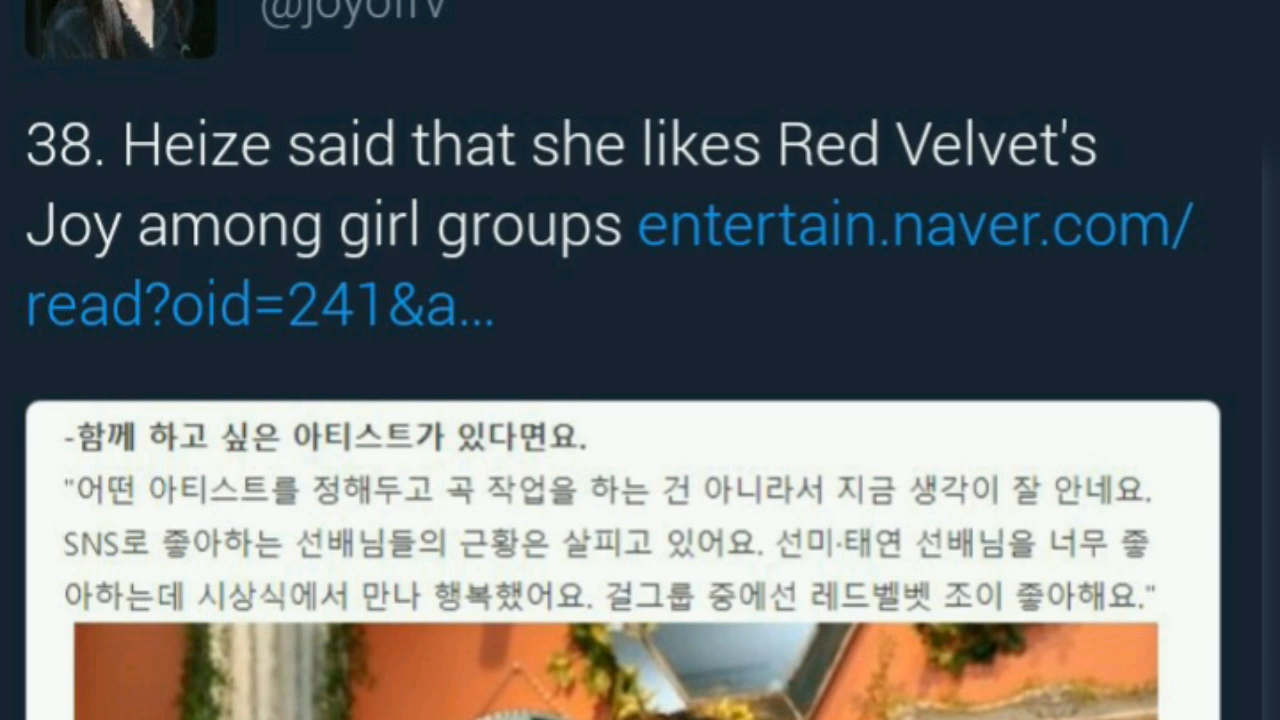 38. Heize said that she likes Red Velvet's
Joy among girl groups entertain.naver.com/
read?oid=241&a...
-함께 하고 싶은 아티스트가 있다면요.
"어떤 아티스트를 정해두고 곡 작업을 하는 건 아니라서 지금 생각이 잘 안네요.
SNS로 좋아하는 선배님들의 근황은 살피고 있어요. 선미·태연 선배님을 너무 좋
아하는데 시상식에서 만나 행복했어요. 걸그룹 중에선 레드벨벳 조이 좋아해요."